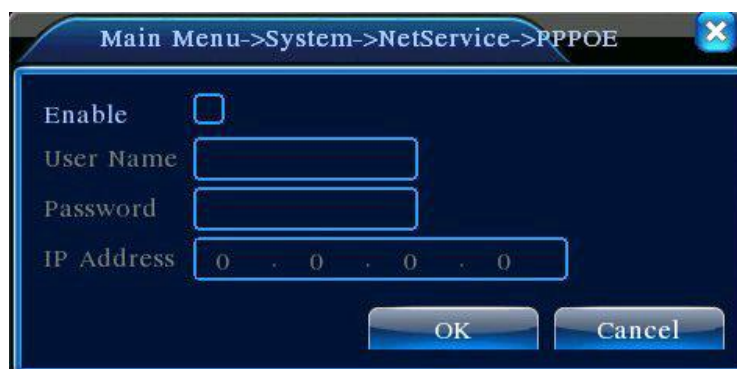 Main Menu->System->NetService->PPPOE
Enable
User Name
Password
IP Address 0 . 0 . 0 . 0
OK Cancel